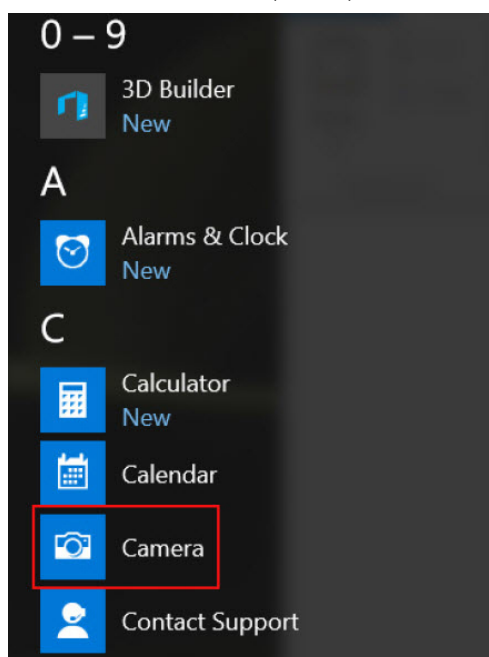 0 – 9
3D Builder
New
A
Alarms & Clock
New
C
Calculator
New
Calendar
Camera
Contact Support